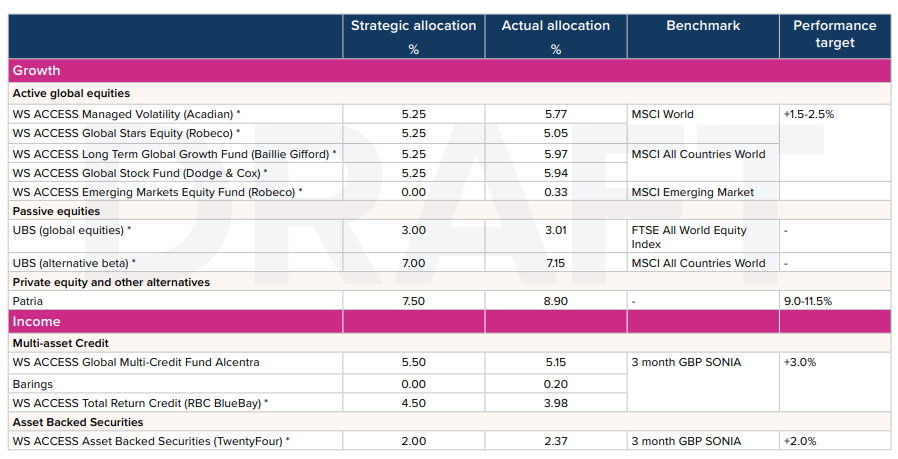 Strategic allocation % Actual allocation % Benchmark Performance target
Growth
Active global equities
WS ACCESS Managed Volatility (Acadian) * 5.25 5.77 MSCI World +1.5-2.5%
WS ACCESS Global Stars Equity (Robeco) * 5.25 5.05
WS ACCESS Long Term Global Growth Fund (Baillie Gifford) * 5.25 5.97 MSCI All Countries World
WS ACCESS Global Stock Fund (Dodge & Cox) * 5.25 5.94
WS ACCESS Emerging Markets Equity Fund (Robeco) * 0.00 0.33 MSCI Emerging Market
Passive equities
UBS (global equities) * 3.00 3.01 FTSE All World Equity Index -
UBS (alternative beta) * 7.00 7.15 MSCI All Countries World -
Private equity and other alternatives
Patria 7.50 8.90 - 9.0-11.5%
Income
Multi-asset Credit
WS ACCESS Global Multi-Credit Fund Alcentra 5.50 5.15 3 month GBP SONIA +3.0%
Barings 0.00 0.20
WS ACCESS Total Return Credit (RBC BlueBay) * 4.50 3.98
Asset Backed Securities
WS ACCESS Asset Backed Securities (TwentyFour) * 2.00 2.37 3 month GBP SONIA +2.0%
DRAFT